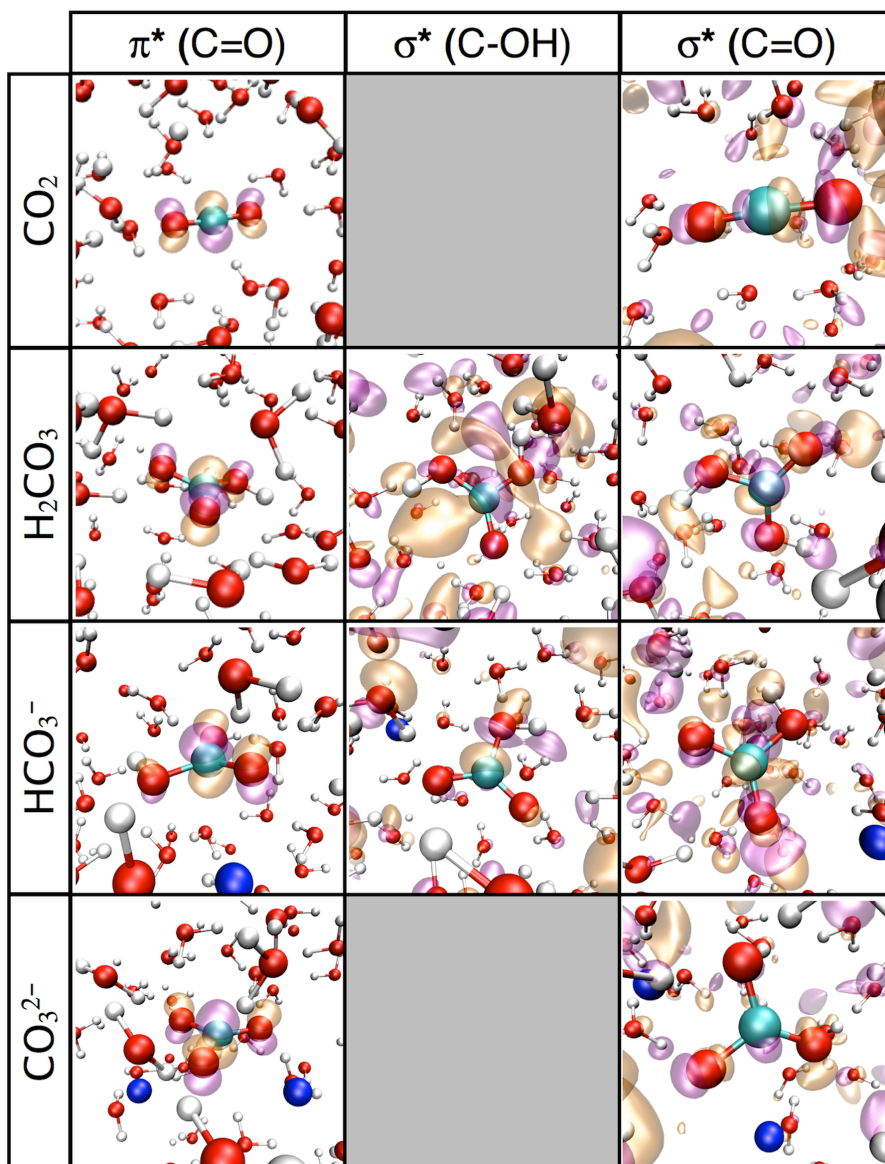 π* (C=O) σ* (C-OH) σ* (C=O)
CO₂
H₂CO₃
HCO₃⁻
CO₃²⁻